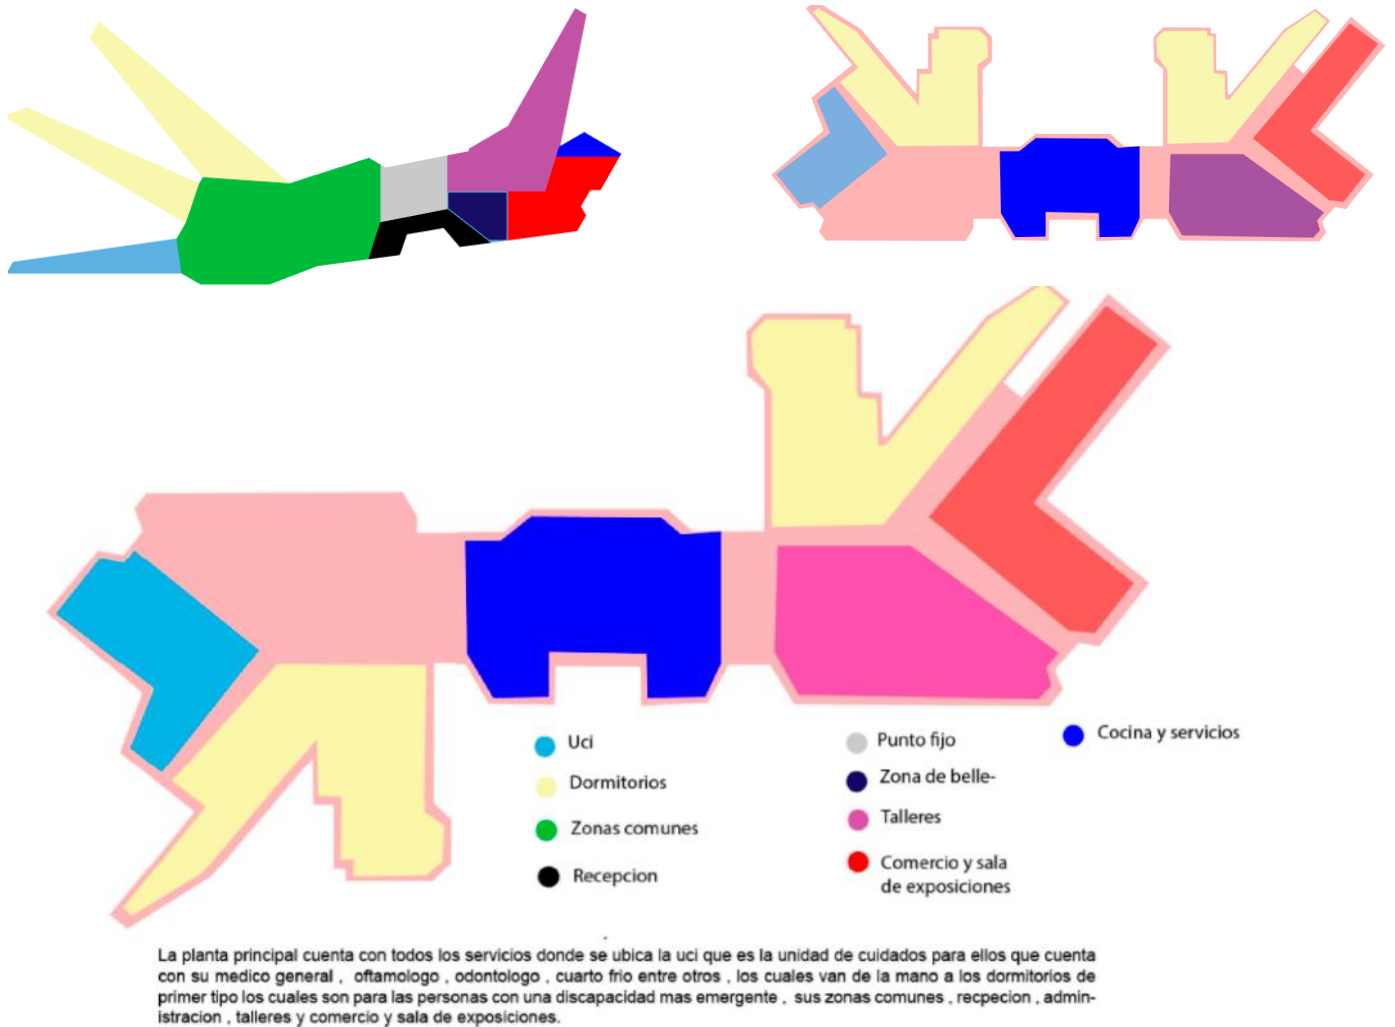 Uci
Dormitorios
Zonas comunes
Recepcion
Punto fijo
Zona de belle-
Talleres
Comercio y sala
de exposiciones
Cocina y servicios
La planta principal cuenta con todos los servicios donde se ubica la uci que es la unidad de cuidados para ellos que cuenta
con su medico general , oftamologo , odontologo , cuarto frio entre otros , los cuales van de la mano a los dormitorios de
primer tipo los cuales son para las personas con una discapacidad mas emergente , sus zonas comunes , recpecion , admin-
istracion , talleres y comercio y sala de exposiciones.